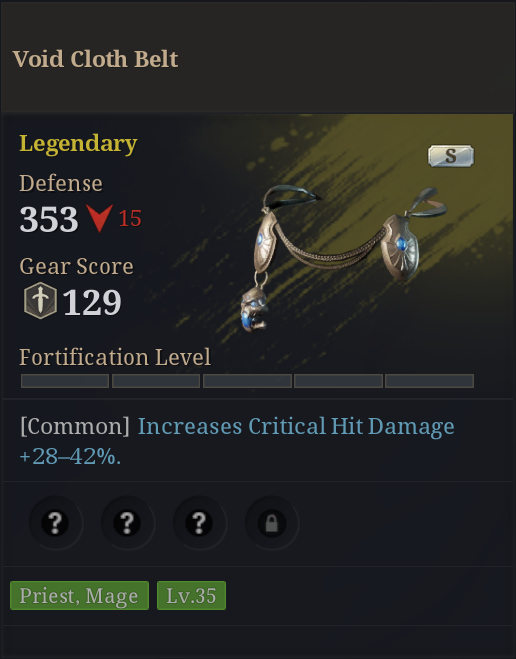 Void Cloth Belt
Legendary
S
Defense
353 15
Gear Score
129
Fortification Level
[Common] Increases Critical Hit Damage
+28–42%.
? ? ?
Priest, Mage Lv.35